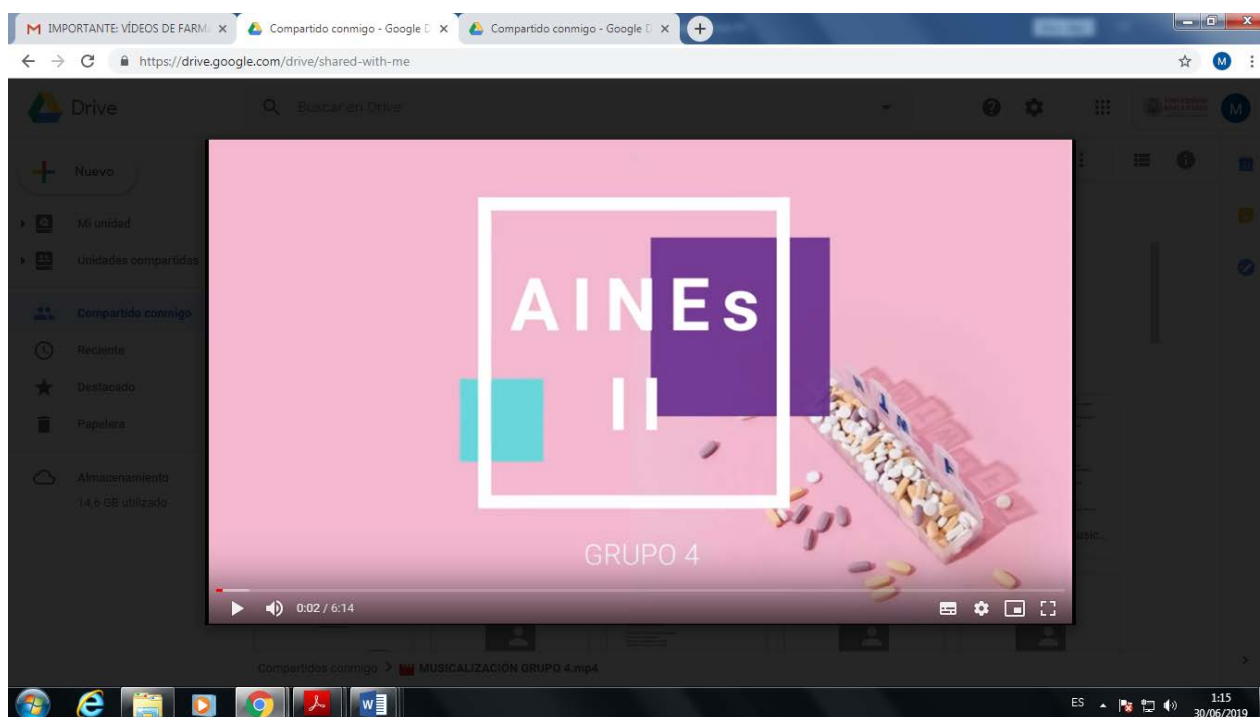 IMPORTANTE: VÍDEOS DE FARM
Compartido conmigo - Google D
Compartido conmigo - Google D
https://drive.google.com/drive/shared-with-me
M
Drive
Buscar en Drive
M
Nuevo
Mi unidad
Unidades compartidas
Compartido conmigo
Reciente
Destacado
Papelera
Almacenamiento
14,6 GB utilizado
AINEs
II
GRUPO 4
0:02 / 6:14
Compartidos conmigo > MUSICALIZACIÓN GRUPO 4.mp4
ES
1:15
30/06/2019